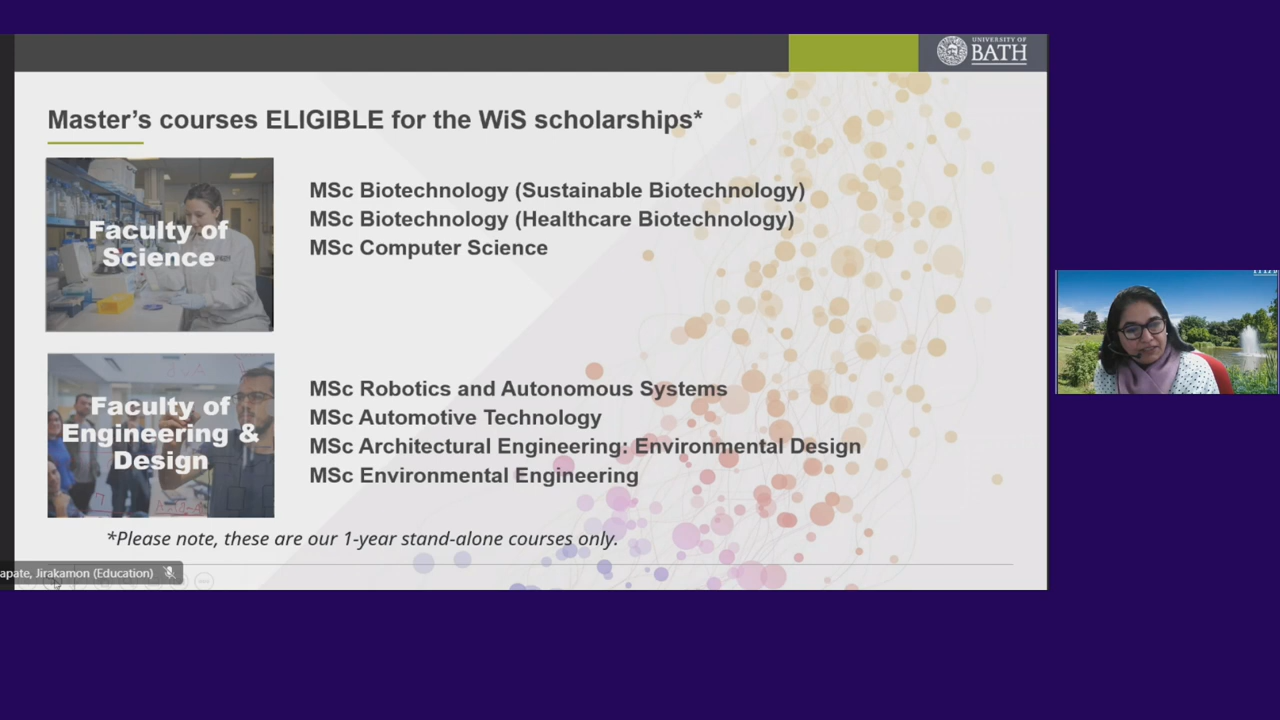 UNIVERSITY OF
BATH
Master's courses ELIGIBLE for the WiS scholarships*
Faculty of
Science
MSc Biotechnology (Sustainable Biotechnology)
MSc Biotechnology (Healthcare Biotechnology)
MSc Computer Science
Faculty of
Engineering &
Design
MSc Robotics and Autonomous Systems
MSc Automotive Technology
MSc Architectural Engineering: Environmental Design
MSc Environmental Engineering
*Please note, these are our 1-year stand-alone courses only.
apate, Jirakamon (Education)